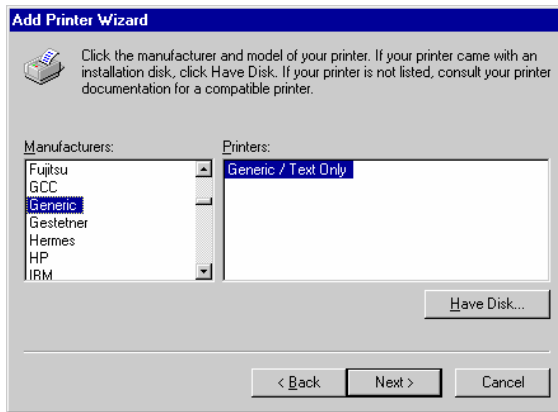 Add Printer Wizard
Click the manufacturer and model of your printer. If your printer came with an
installation disk, click Have Disk. If your printer is not listed, consult your printer
documentation for a compatible printer.
Manufacturers:
Printers:
Fujitsu
GCC
Generic
Gestetner
Hermes
HP
IBM
Generic / Text Only
Have Disk...
< Back
Next >
Cancel